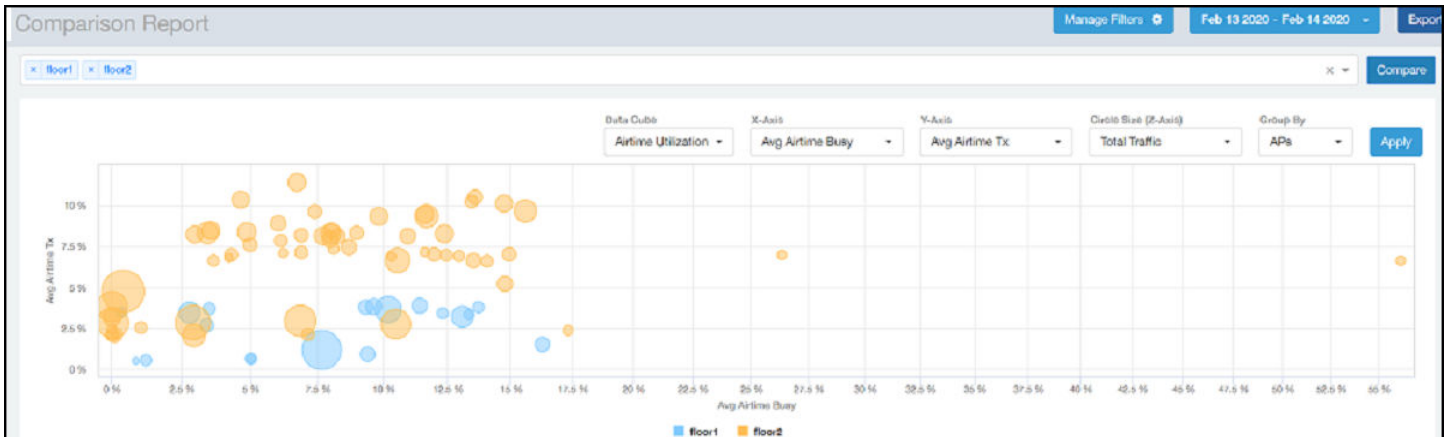 Comparison Report
Manage Filters
Feb 13 2020 - Feb 14 2020
Export
× floor1 × floor2
×
Compare
Data Cube
X-Axis
Y-Axis
Circle Size (Z-Axis)
Group By
Airtime Utilization
Avg Airtime Busy
Avg Airtime Tx
Total Traffic
APs
Apply
Avg Airtime Tx
10 %
7.5 %
5 %
2.5 %
0 %
0 % 2.5 % 5 % 7.5 % 10 % 12.5 % 15 % 17.5 % 20 % 22.5 % 25 % 27.5 % 30 % 32.5 % 35 % 37.5 % 40 % 42.5 % 45 % 47.5 % 50 % 52.5 % 55 %
Avg Airtime Busy
floor1 floor2